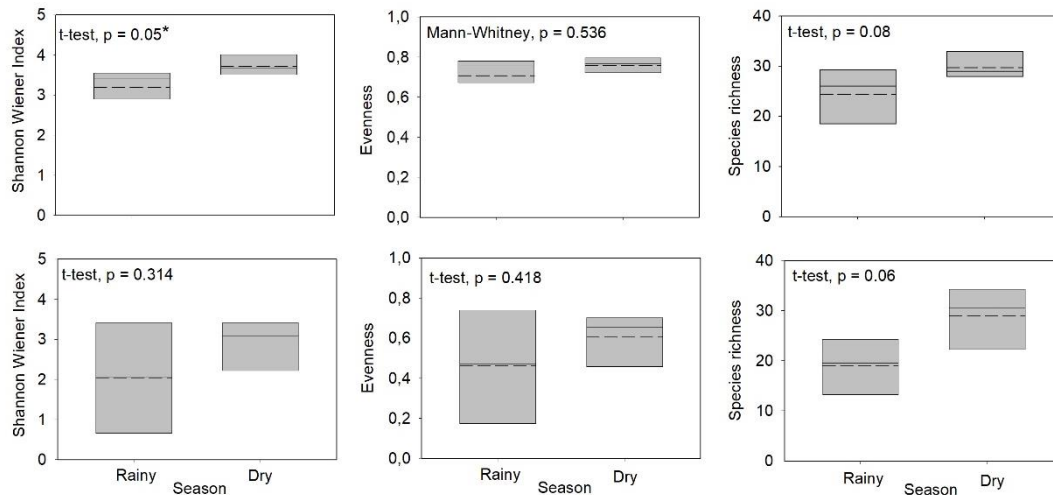 Shannon Wiener Index
5
4
3
2
1
0
t-test, p = 0.05*
Evenness
1,0
0,8
0,6
0,4
0,2
0,0
Mann-Whitney, p = 0.536
Species richness
40
30
20
10
0
t-test, p = 0.08
Shannon Wiener Index
5
4
3
2
1
0
t-test, p = 0.314
Rainy
Dry
Season
Evenness
1,0
0,8
0,6
0,4
0,2
0,0
t-test, p = 0.418
Rainy
Dry
Season
Species richness
40
30
20
10
0
t-test, p = 0.06
Rainy
Dry
Season